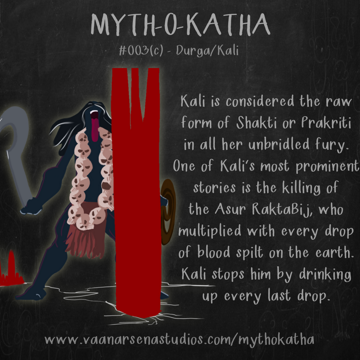 MYTH-O-KATHA
#003(c) - Durga/Kali
Kali is considered the raw
form of Shakti or Prakriti
in all her unbridled fury.
One of Kali's most prominent
stories is the killing of
the Asur RaktaBij, who
multiplied with every drop
of blood spilt on the earth.
Kali stops him by drinking
up every last drop.
www.vaanarsenastudios.com/mythokatha